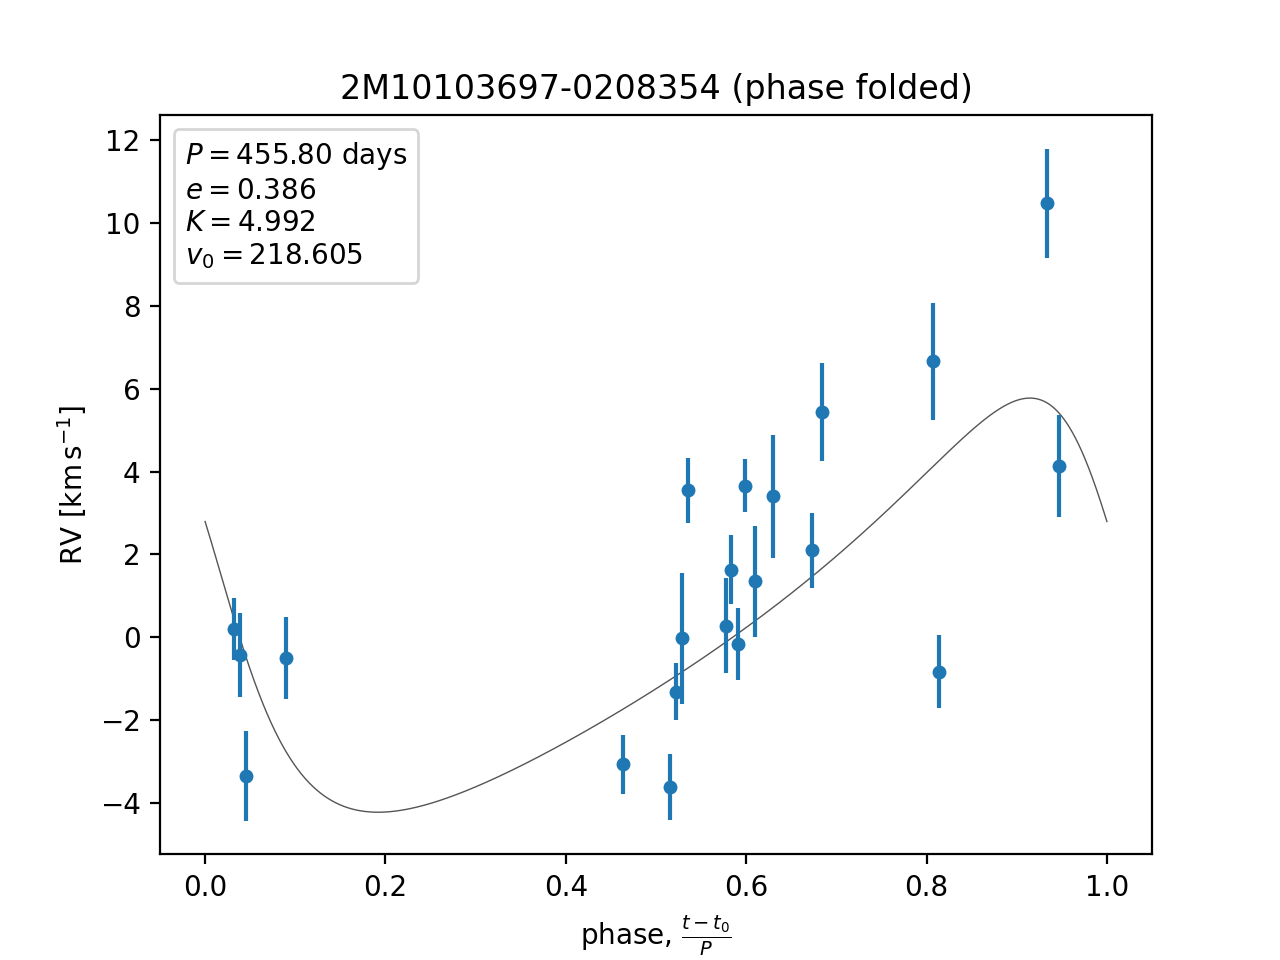 2M10103697-0208354 (phase folded)
P = 455.80 days
e = 0.386
K = 4.992
v₀ = 218.605
12
10
8
6
4
2
0
−2
−4
RV [km s⁻¹]
0.0 0.2 0.4 0.6 0.8 1.0
phase, (t − t₀)/P